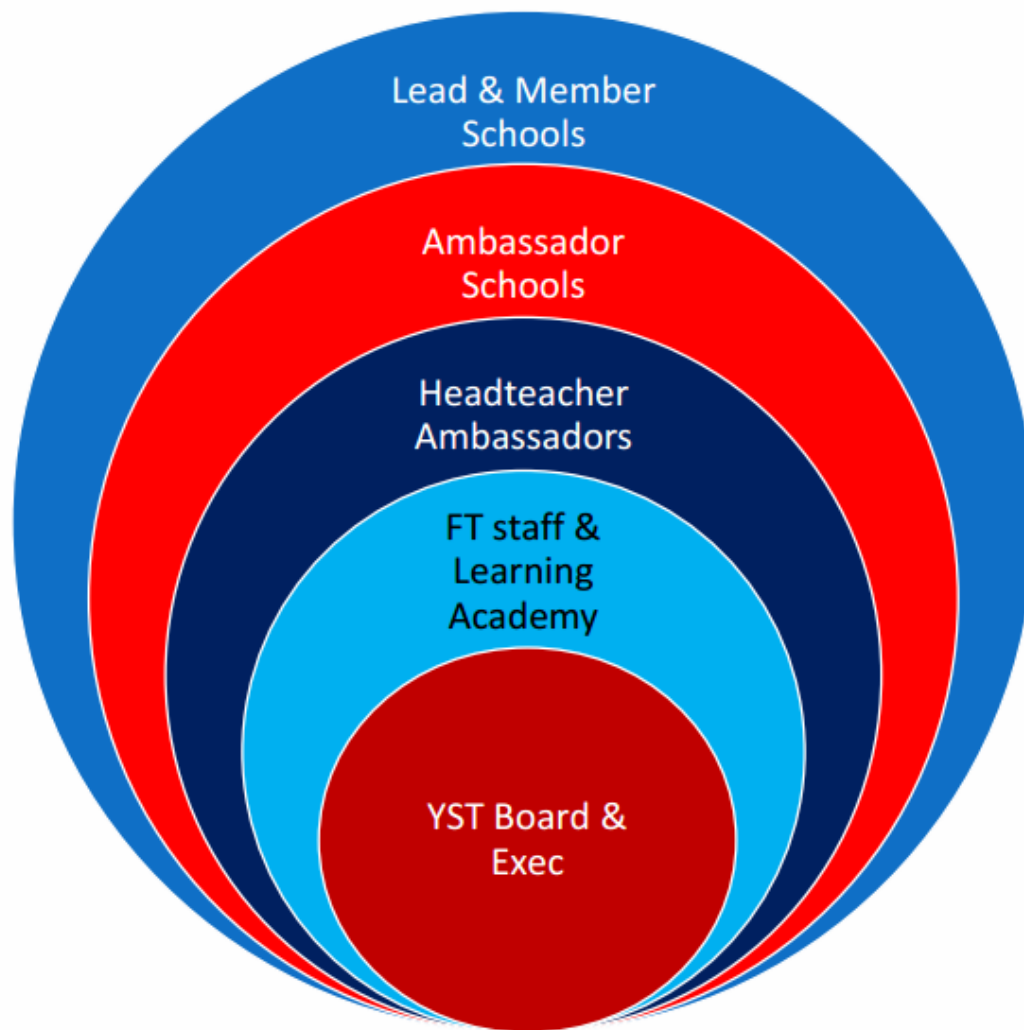 Lead & Member
Schools
Ambassador
Schools
Headteacher
Ambassadors
FT staff &
Learning
Academy
YST Board &
Exec